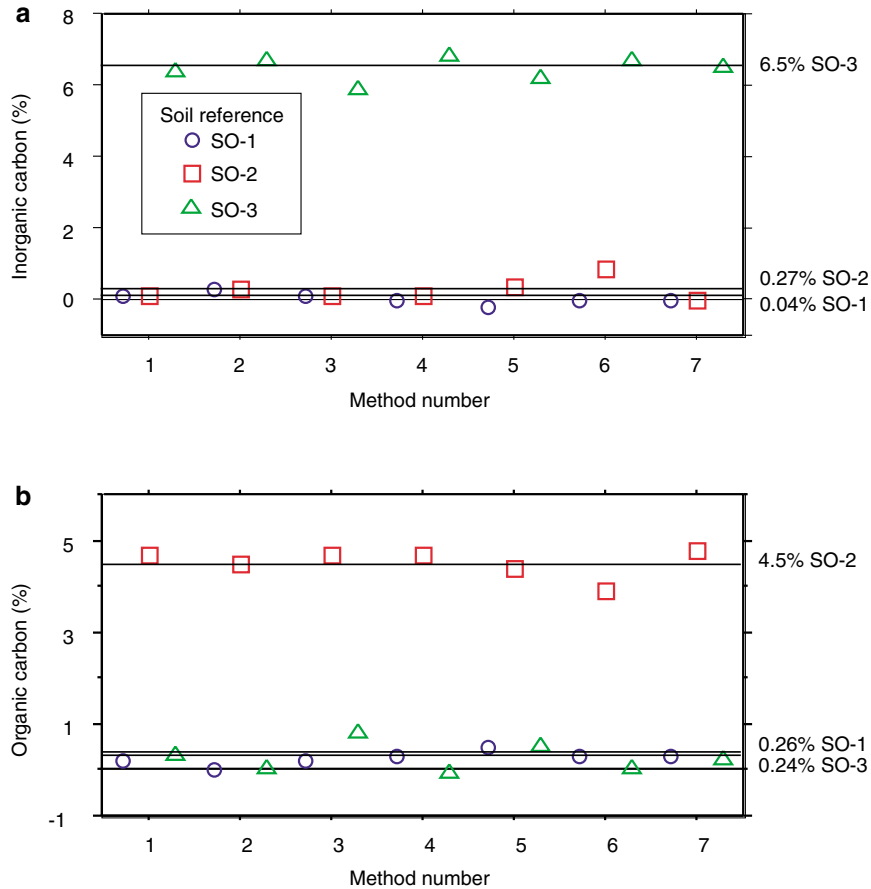 a
8
6
4
2
0
Inorganic carbon (%)
Soil reference
SO-1
SO-2
SO-3
6.5% SO-3
0.27% SO-2
0.04% SO-1
1 2 3 4 5 6 7
Method number
b
5
3
1
-1
Organic carbon (%)
4.5% SO-2
0.26% SO-1
0.24% SO-3
1 2 3 4 5 6 7
Method number